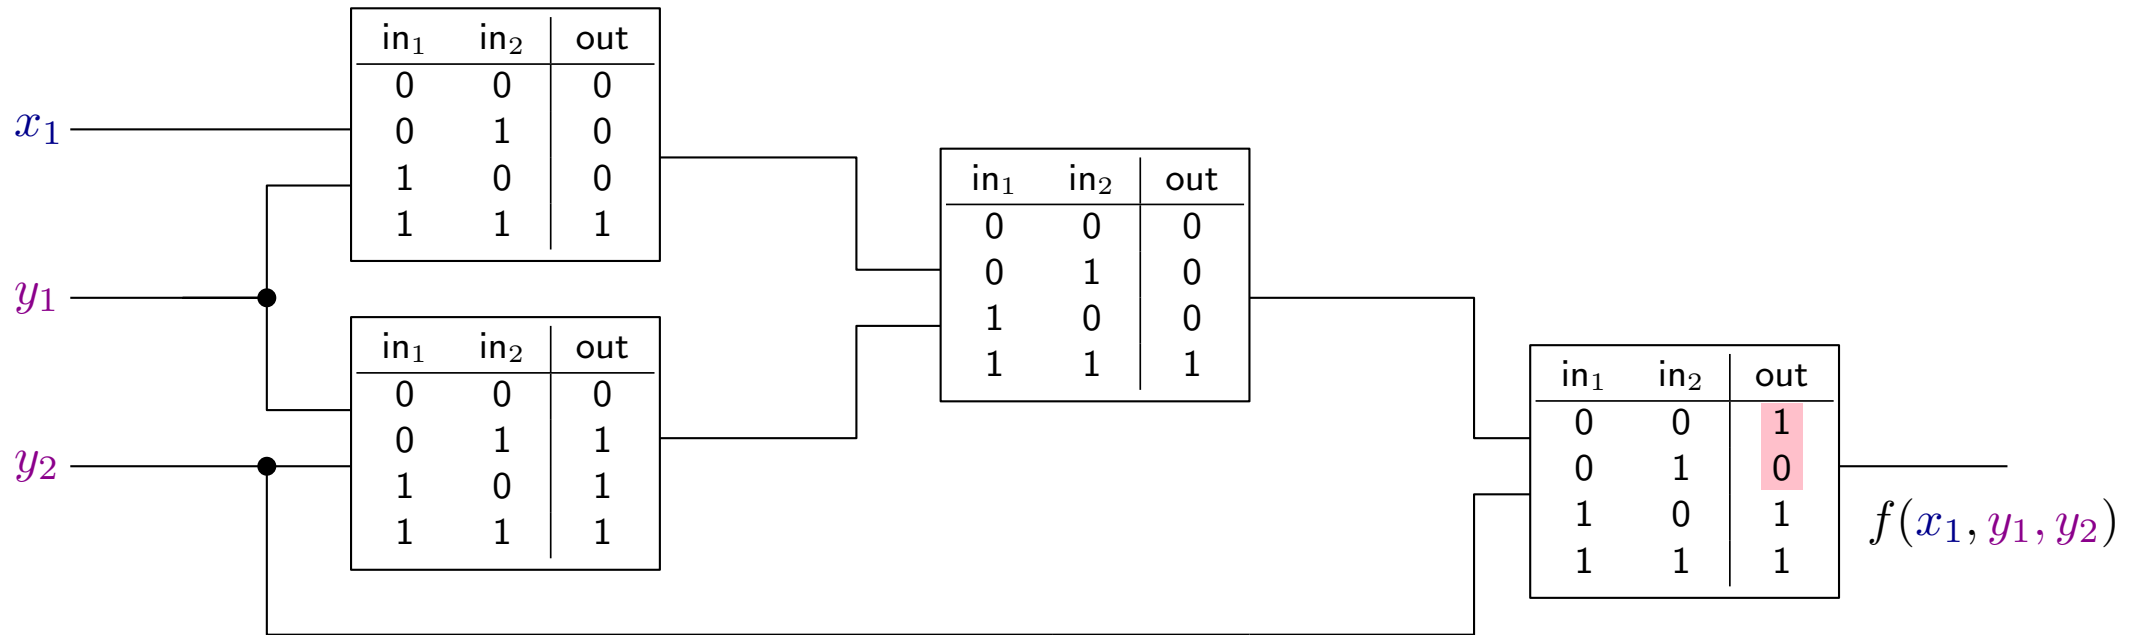 x₁
y₁
y₂
in₁ in₂ out
0 0 0
0 1 0
1 0 0
1 1 1
in₁ in₂ out
0 0 0
0 1 1
1 0 1
1 1 1
in₁ in₂ out
0 0 0
0 1 0
1 0 0
1 1 1
in₁ in₂ out
0 0 1
0 1 0
1 0 1
1 1 1
f(x₁, y₁, y₂)